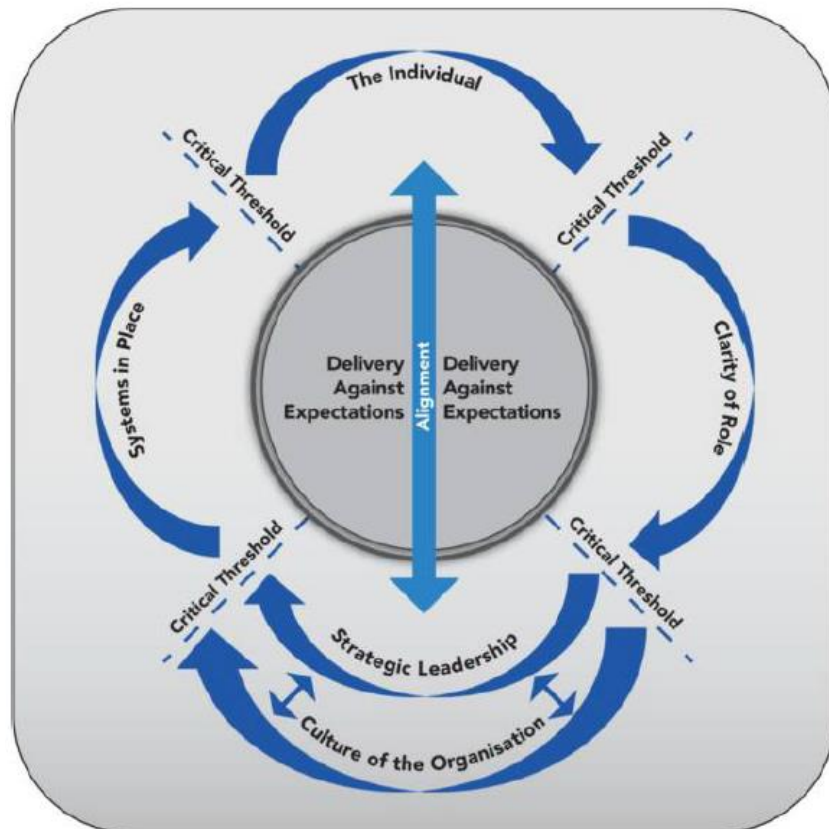 The Individual
Critical Threshold
Critical Threshold
Systems in Place
Delivery
Against
Expectations
Alignment
Delivery
Against
Expectations
Clarity of Role
Critical Threshold
Critical Threshold
Strategic Leadership
Culture of the Organisation